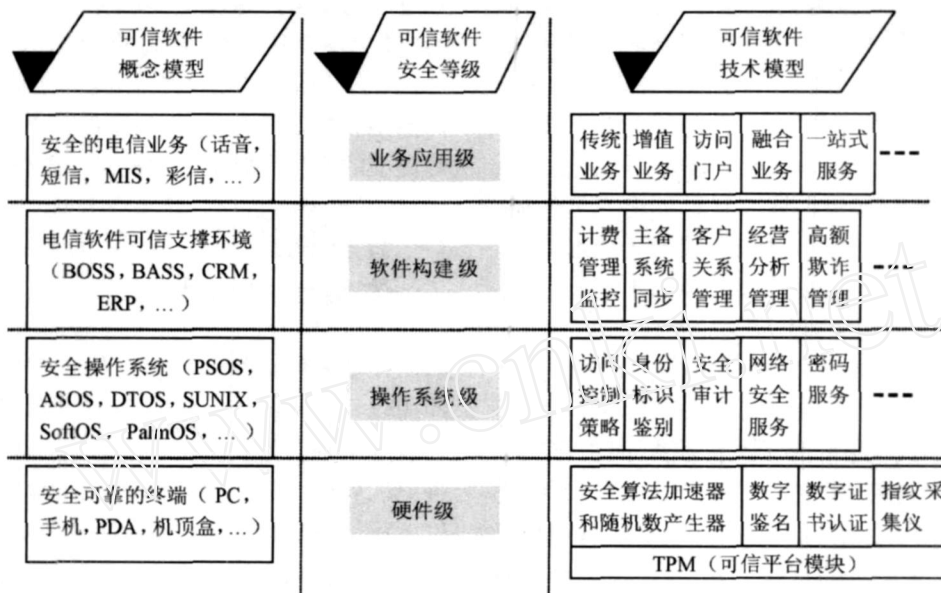 可信软件
概念模型
可信软件
安全等级
可信软件
技术模型
安全的电信业务（话音，
短信，MIS，彩信，…）
业务应用级
传统
业务
增值
业务
访问
门户
融合
业务
一站式
服务
电信软件可信支撑环境
（BOSS，BASS，CRM，
ERP，…）
软件构建级
计费
管理
监控
主备
系统
同步
客户
关系
管理
经营
分析
管理
高额
欺诈
管理
安全操作系统（PSOS，
ASOS，DTOS，SUNIX，
SoftOS，PalmOS，…）
操作系统级
访问
控制
策略
身份
标识
鉴别
安全
审计
网络
安全
服务
密码
服务
安全可靠的终端（PC，
手机，PDA，机顶盒，…）
硬件级
安全算法加速器
和随机数产生器
数字
签名
数字证
书认证
指纹采
集仪
TPM（可信平台模块）
www.cnki.net